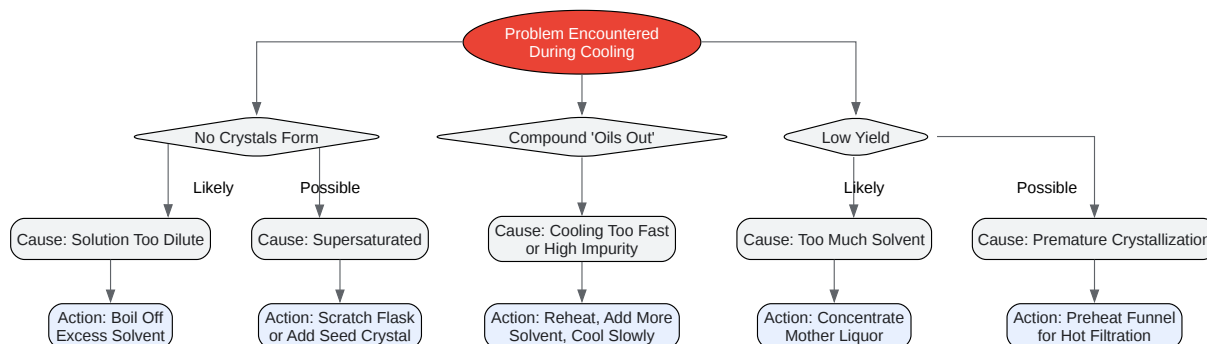 Problem Encountered
During Cooling
No Crystals Form
Compound 'Oils Out'
Low Yield
Likely
Possible
Likely
Possible
Cause: Solution Too Dilute
Cause: Supersaturated
Cause: Cooling Too Fast
or High Impurity
Cause: Too Much Solvent
Cause: Premature Crystallization
Action: Boil Off
Excess Solvent
Action: Scratch Flask
or Add Seed Crystal
Action: Reheat, Add More
Solvent, Cool Slowly
Action: Concentrate
Mother Liquor
Action: Preheat Funnel
for Hot Filtration